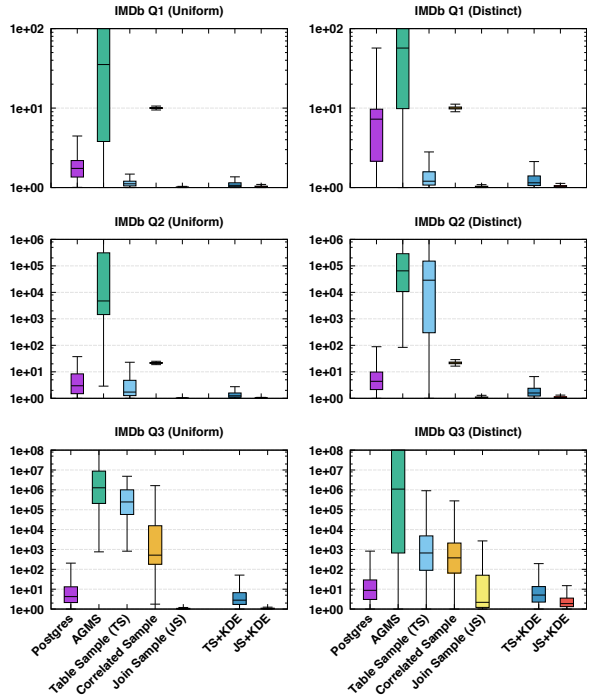 IMDb Q1 (Uniform)
1e+02
1e+01
1e+00
IMDb Q1 (Distinct)
1e+02
1e+01
1e+00
IMDb Q2 (Uniform)
1e+06
1e+05
1e+04
1e+03
1e+02
1e+01
1e+00
IMDb Q2 (Distinct)
1e+06
1e+05
1e+04
1e+03
1e+02
1e+01
1e+00
IMDb Q3 (Uniform)
1e+08
1e+07
1e+06
1e+05
1e+04
1e+03
1e+02
1e+01
1e+00
Postgres
AGMS
Table Sample (TS)
Correlated Sample
Join Sample (JS)
TS+KDE
JS+KDE
IMDb Q3 (Distinct)
1e+08
1e+07
1e+06
1e+05
1e+04
1e+03
1e+02
1e+01
1e+00
Postgres
AGMS
Table Sample (TS)
Correlated Sample
Join Sample (JS)
TS+KDE
JS+KDE